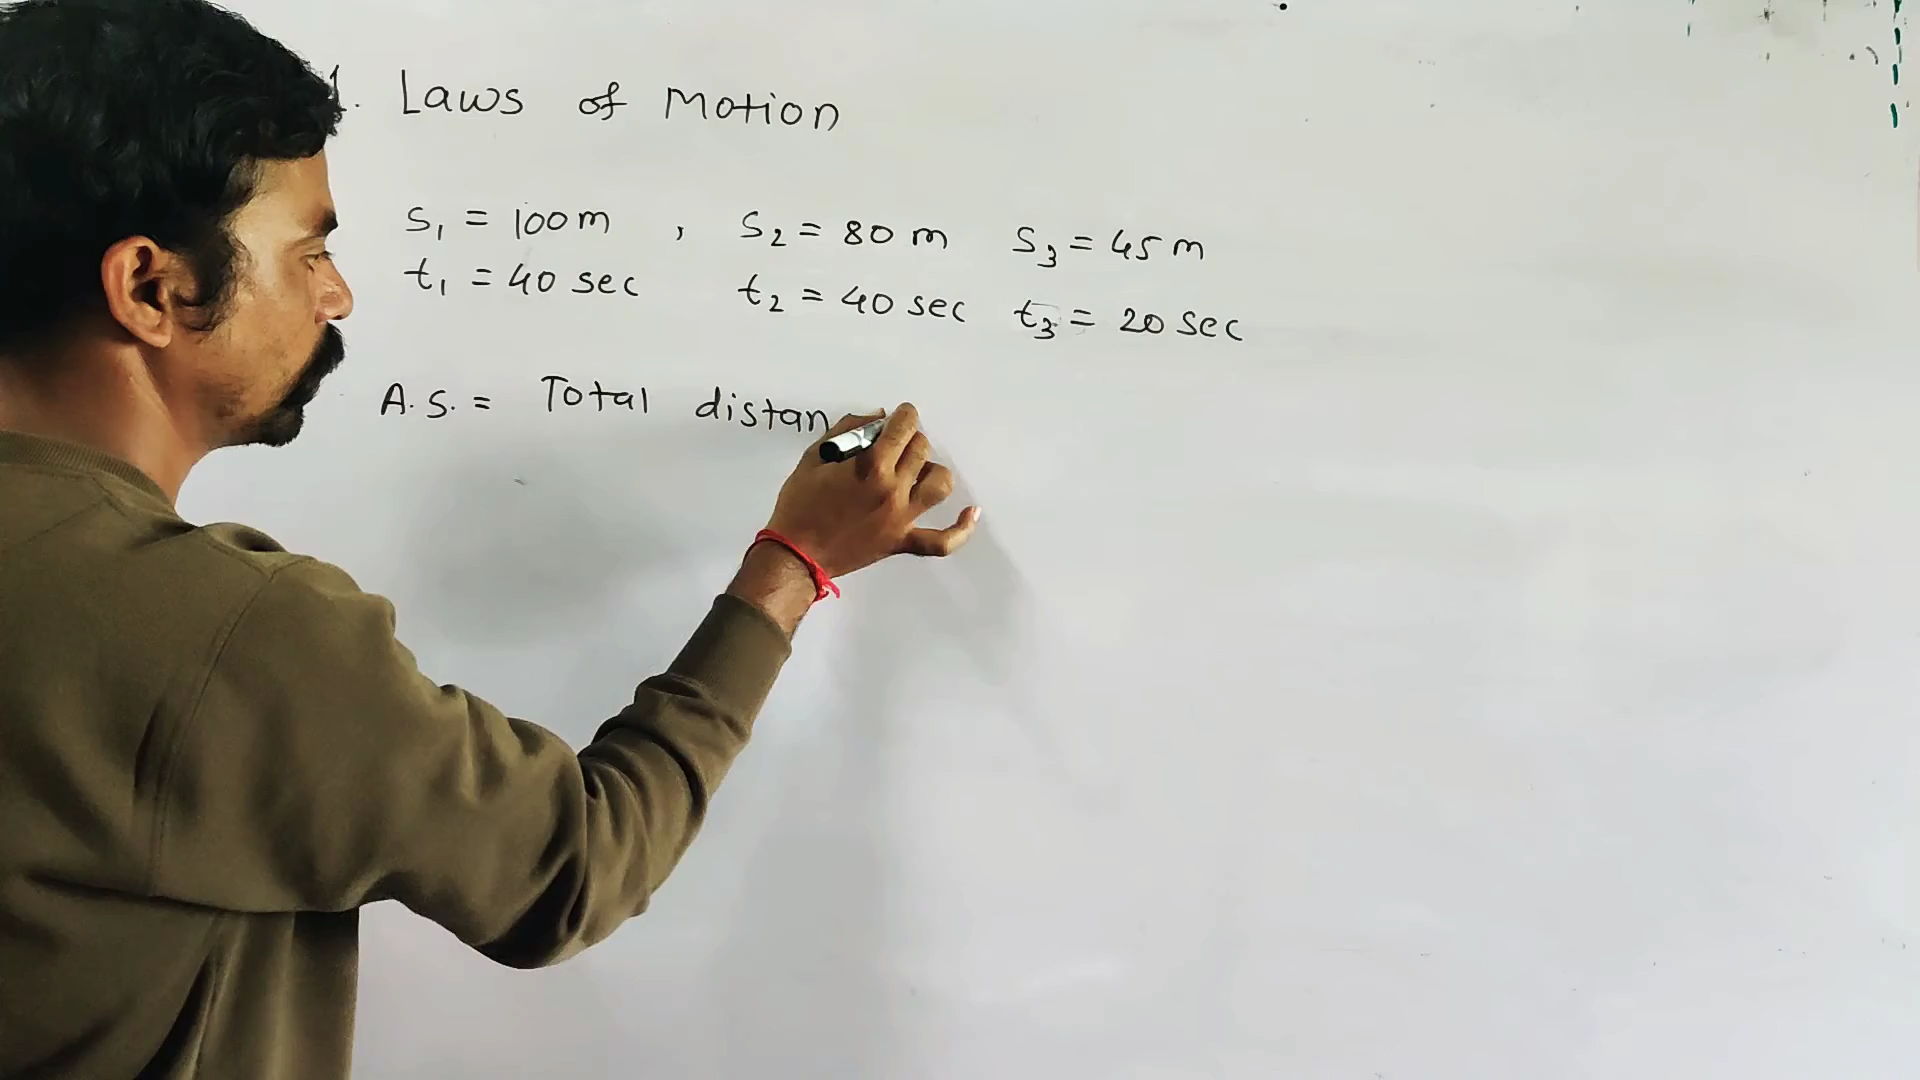 1. Laws of Motion
s₁ = 100 m , s₂ = 80 m s₃ = 45 m
t₁ = 40 sec t₂ = 40 sec t₃ = 20 sec
A.S. = Total distan